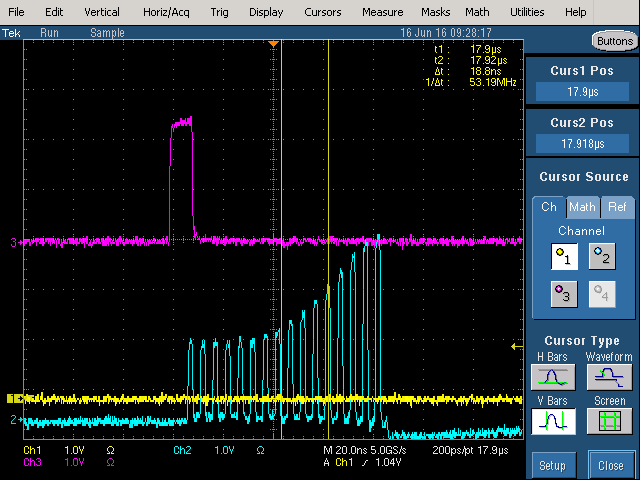 File Edit Vertical Horiz/Acq Trig Display Cursors Measure Masks Math Utilities Help
Tek Run Sample 16 Jun 16 09:28:17 Buttons
t1 : 17.9µs
t2 : 17.92µs
Δt : 18.8ns
1/Δt : 53.19MHz
Curs1 Pos
17.9µs
Curs2 Pos
17.918µs
Cursor Source
Ch Math Ref
Channel
1 2
3 4
Cursor Type
H Bars Waveform
V Bars Screen
Setup Close
3
1
2
Ch1 1.0V Ω Ch2 1.0V Ω M 20.0ns 5.0GS/s 200ps/pt 17.9µs
Ch3 1.0V Ω A Ch1 1.04V